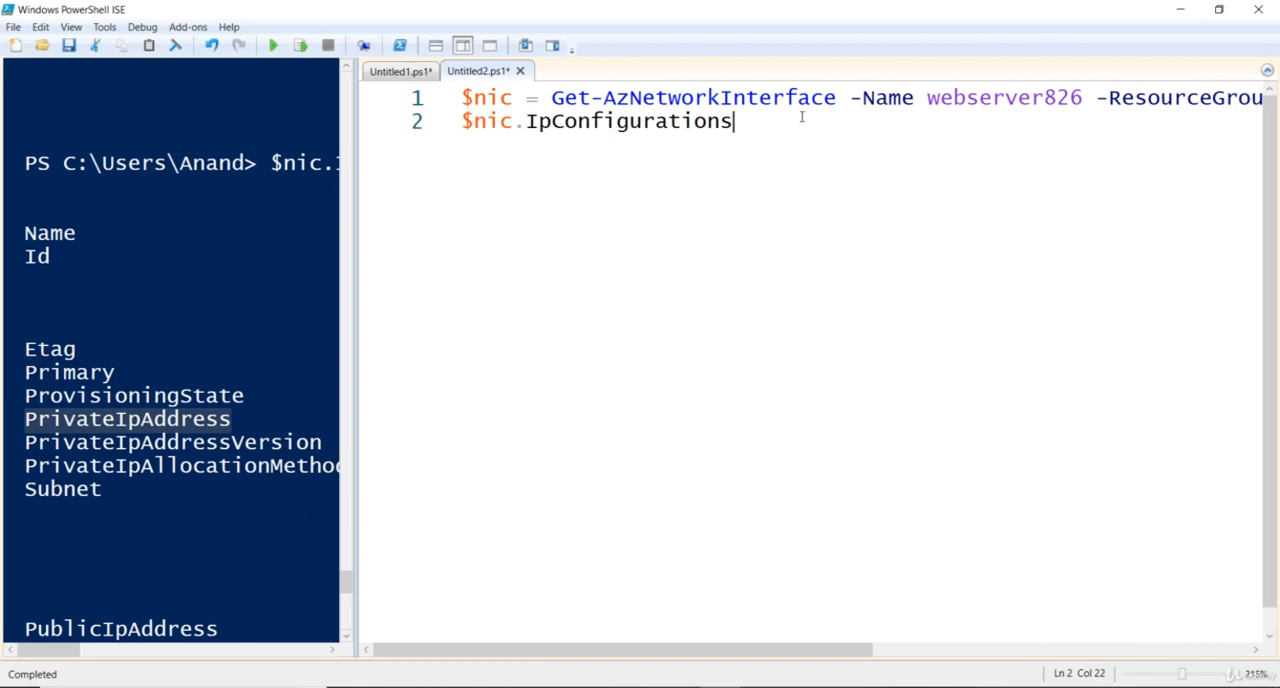 Windows PowerShell ISE
File Edit View Tools Debug Add-ons Help
Untitled1.ps1* Untitled2.ps1*
PS C:\Users\Anand> $nic.
Name
Id
Etag
Primary
ProvisioningState
PrivateIpAddress
PrivateIpAddressVersion
PrivateIpAllocationMetho
Subnet
PublicIpAddress
1 $nic = Get-AzNetworkInterface -Name webserver826 -ResourceGrou
2 $nic.IpConfigurations
Completed
Ln 2 Col 22
215%